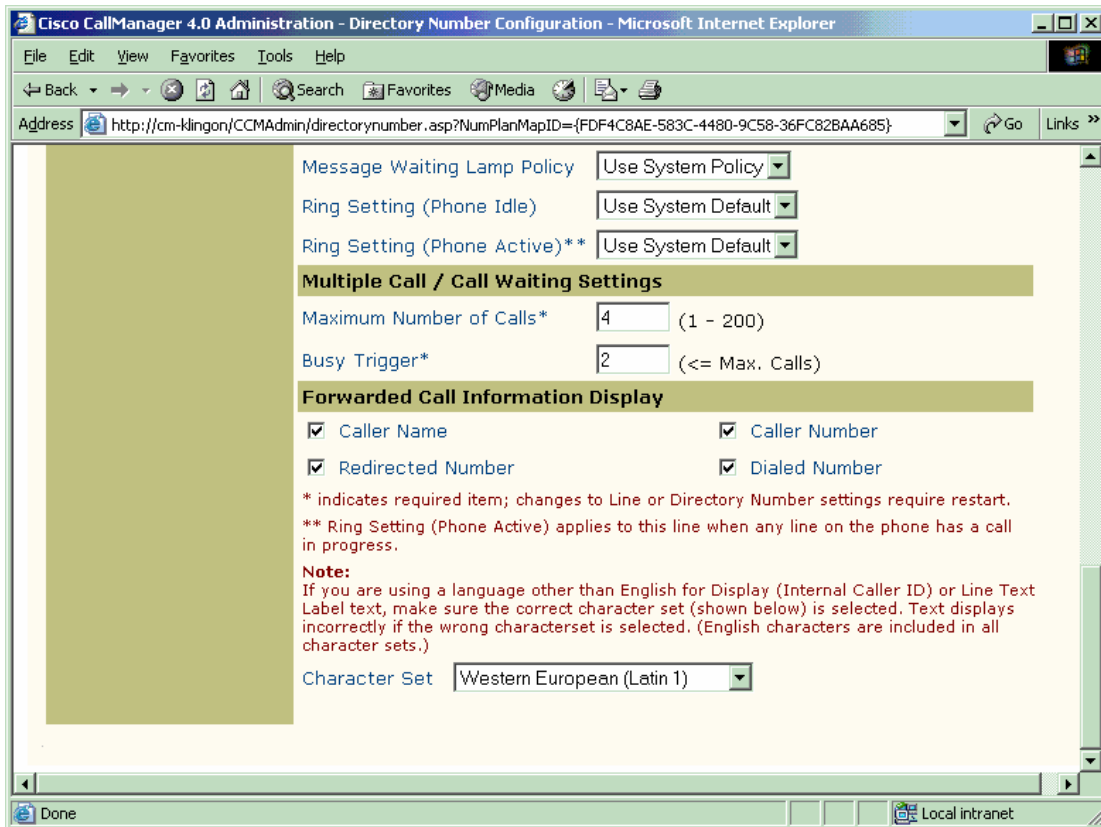 Cisco CallManager 4.0 Administration - Directory Number Configuration - Microsoft Internet Explorer
File Edit View Favorites Tools Help
Back Search Favorites Media
Address http://cm-klingon/CCMAdmin/directorynumber.asp?NumPlanMapID={FDF4C8AE-583C-4480-9C58-36FC82BAA685} Go Links »
Message Waiting Lamp Policy Use System Policy
Ring Setting (Phone Idle) Use System Default
Ring Setting (Phone Active)** Use System Default
Multiple Call / Call Waiting Settings
Maximum Number of Calls* 4 (1 - 200)
Busy Trigger* 2 (<= Max. Calls)
Forwarded Call Information Display
Caller Name Caller Number
Redirected Number Dialed Number
* indicates required item; changes to Line or Directory Number settings require restart.
** Ring Setting (Phone Active) applies to this line when any line on the phone has a call
in progress.
Note:
If you are using a language other than English for Display (Internal Caller ID) or Line Text
Label text, make sure the correct character set (shown below) is selected. Text displays
incorrectly if the wrong characterset is selected. (English characters are included in all
character sets.)
Character Set Western European (Latin 1)
Done Local intranet